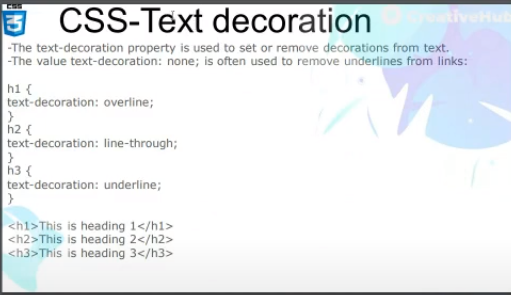 CSS
3
CSS-Text decoration
CreativeHub
-The text-decoration property is used to set or remove decorations from text.
-The value text-decoration: none; is often used to remove underlines from links:
h1 {
text-decoration: overline;
}
h2 {
text-decoration: line-through;
}
h3 {
text-decoration: underline;
}
<h1>This is heading 1</h1>
<h2>This is heading 2</h2>
<h3>This is heading 3</h3>